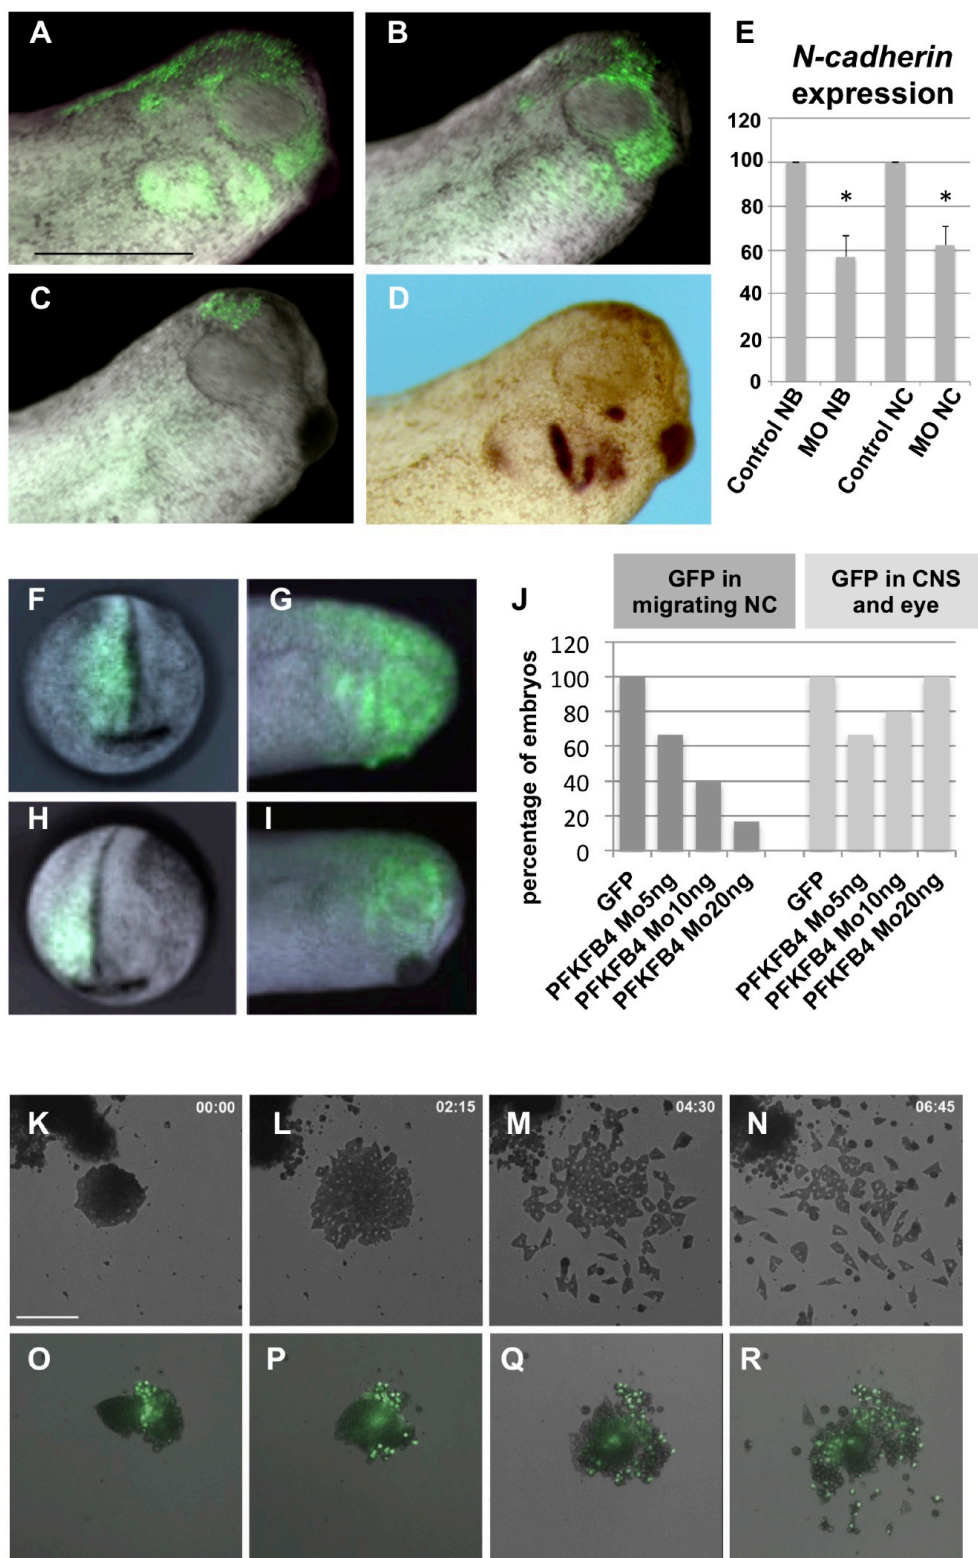 A
B
E
N-cadherin
expression
120
100
80
60
40
20
0
* *
Control NB
MO NB
Control NC
MO NC
C
D
F
G
J
GFP in
migrating NC
GFP in CNS
and eye
percentage of embryos
120
100
80
60
40
20
0
GFP
PFKFB4 Mo5ng
PFKFB4 Mo10ng
PFKFB4 Mo20ng
GFP
PFKFB4 Mo5ng
PFKFB4 Mo10ng
PFKFB4 Mo20ng
H
I
K 00:00
L 02:15
M 04:30
N 06:45
O
P
Q
R